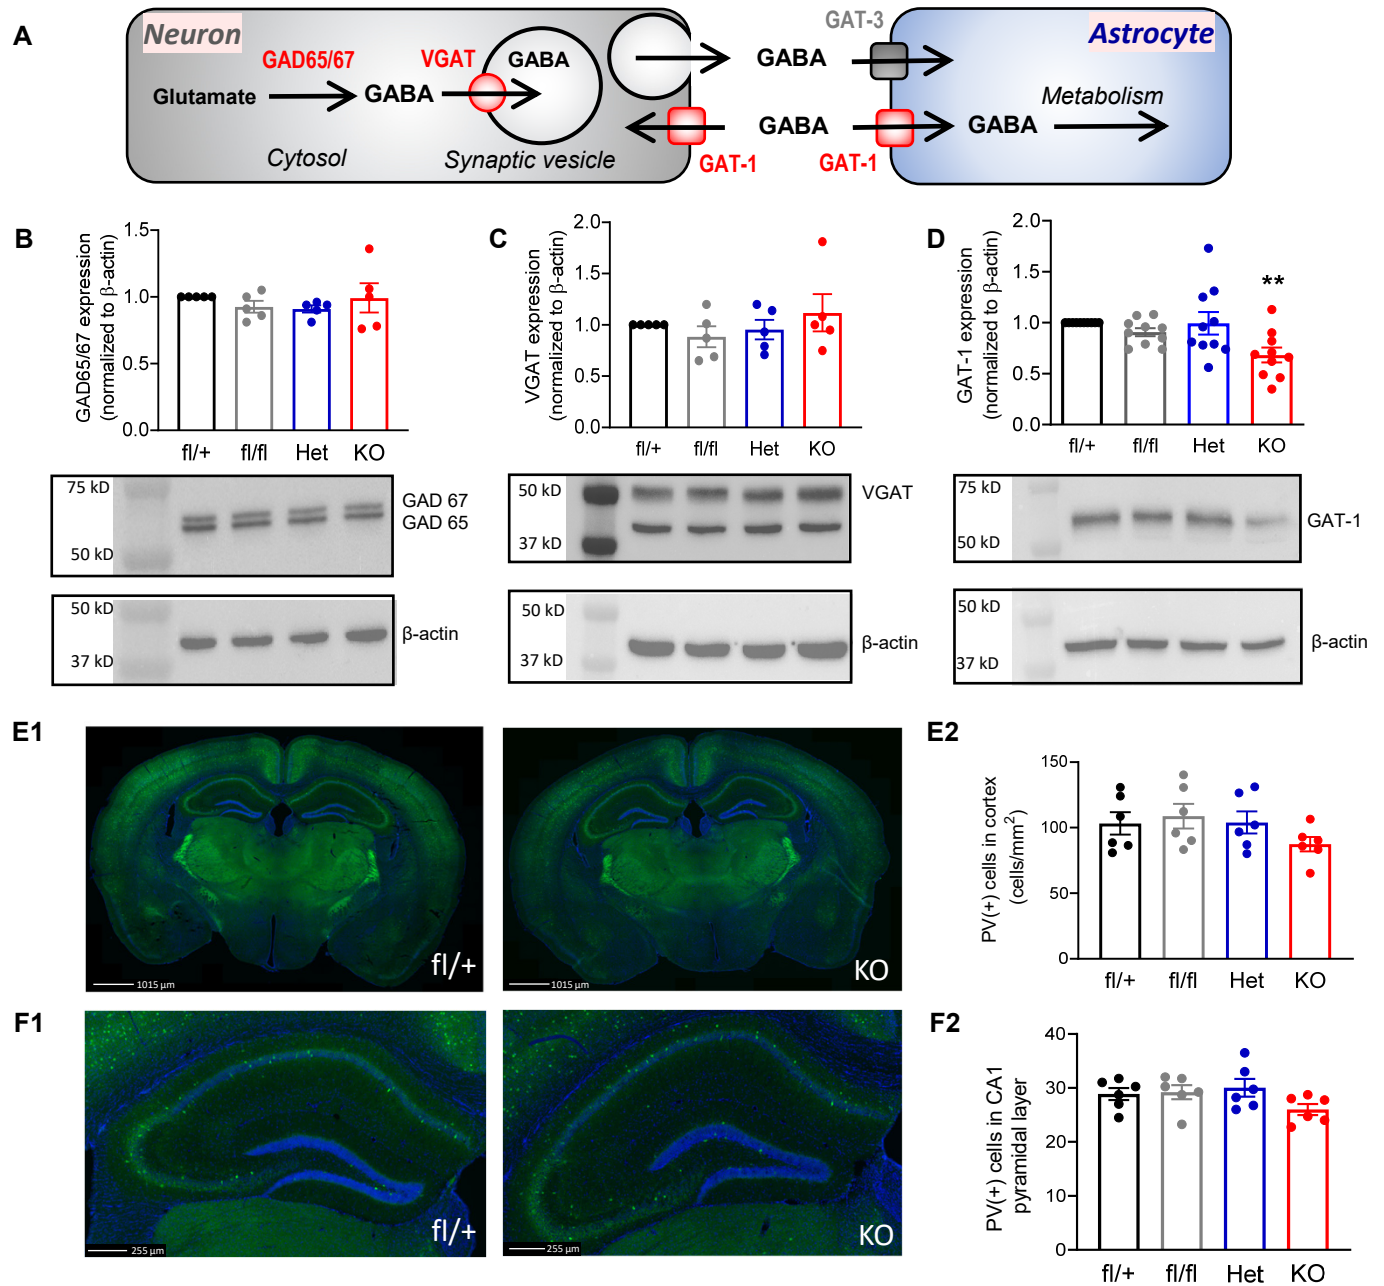 A
Neuron
GAD65/67
VGAT
GABA
Glutamate
GABA
Cytosol
Synaptic vesicle
GABA
GAT-3
Astrocyte
GABA
GAT-1
GAT-1
GABA
Metabolism
B
GAD65/67 expression
(normalized to β-actin)
1.5
1.0
0.5
0.0
fl/+ fl/fl Het KO
75 kD
50 kD
GAD 67
GAD 65
50 kD
37 kD
β-actin
C
VGAT expression
(normalized to β-actin)
2.0
1.5
1.0
0.5
0.0
fl/+ fl/fl Het KO
50 kD
37 kD
VGAT
50 kD
37 kD
β-actin
D
GAT-1 expression
(normalized to β-actin)
2.0
1.5
1.0
0.5
0.0
**
fl/+ fl/fl Het KO
75 kD
50 kD
GAT-1
50 kD
37 kD
β-actin
E1
1015 µm
fl/+
1015 µm
KO
E2
PV(+) cells in cortex
(cells/mm²)
150
100
50
0
fl/+ fl/fl Het KO
F1
255 µm
fl/+
255 µm
KO
F2
PV(+) cells in CA1
pyramidal layer
40
30
20
10
0
fl/+ fl/fl Het KO